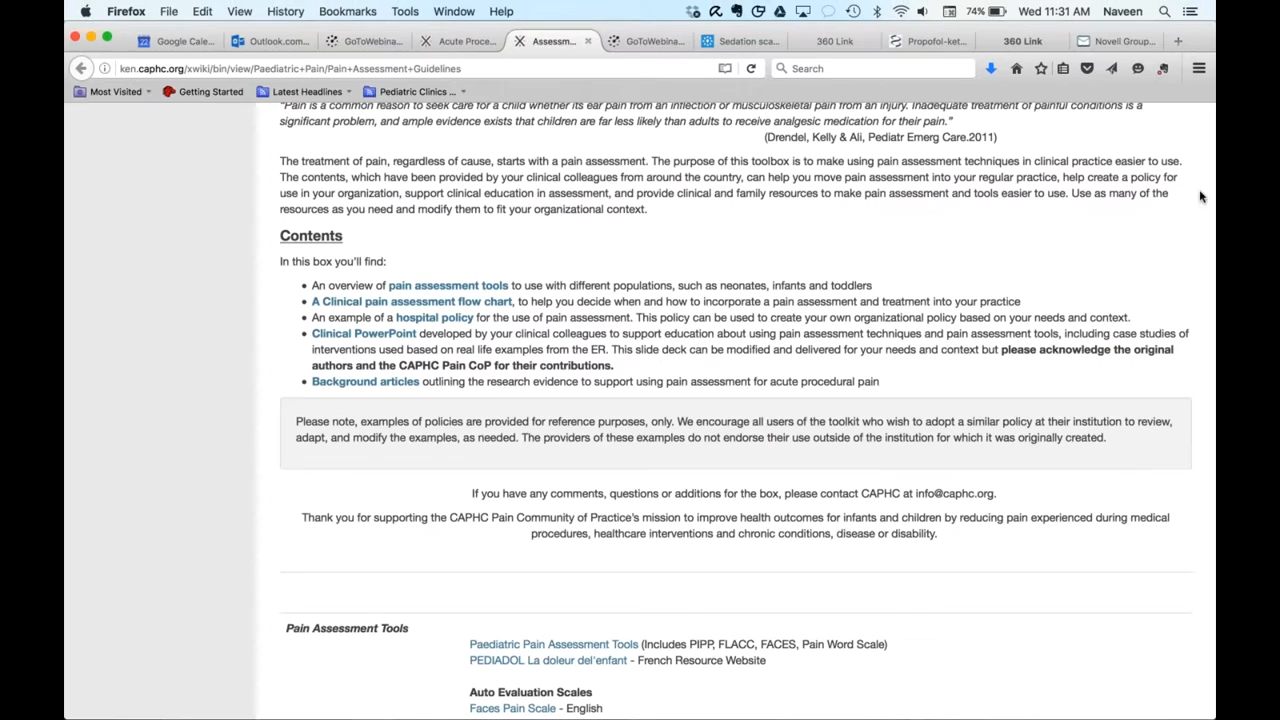 Firefox File Edit View History Bookmarks Tools Window Help 74% Wed 11:31 AM Naveen
Google Cale... Outlook.com... GoToWebina... Acute Proce... Assessm... GoToWebina... Sedation sca... 360 Link Propofol-ket... 360 Link Novell Group...
ken.caphc.org/xwiki/bin/view/Paediatric+Pain/Pain+Assessment+Guidelines Search
Most Visited Getting Started Latest Headlines Pediatric Clinics ...
"Pain is a common reason to seek care for a child whether its ear pain from an infection or musculoskeletal pain from an injury. Inadequate treatment of painful conditions is a
significant problem, and ample evidence exists that children are far less likely than adults to receive analgesic medication for their pain."
(Drendel, Kelly & Ali, Pediatr Emerg Care.2011)
The treatment of pain, regardless of cause, starts with a pain assessment. The purpose of this toolbox is to make using pain assessment techniques in clinical practice easier to use.
The contents, which have been provided by your clinical colleagues from around the country, can help you move pain assessment into your regular practice, help create a policy for
use in your organization, support clinical education in assessment, and provide clinical and family resources to make pain assessment and tools easier to use. Use as many of the
resources as you need and modify them to fit your organizational context.
Contents
In this box you'll find:
• An overview of pain assessment tools to use with different populations, such as neonates, infants and toddlers
• A Clinical pain assessment flow chart, to help you decide when and how to incorporate a pain assessment and treatment into your practice
• An example of a hospital policy for the use of pain assessment. This policy can be used to create your own organizational policy based on your needs and context.
• Clinical PowerPoint developed by your clinical colleagues to support education about using pain assessment techniques and pain assessment tools, including case studies of
interventions used based on real life examples from the ER. This slide deck can be modified and delivered for your needs and context but please acknowledge the original
authors and the CAPHC Pain CoP for their contributions.
• Background articles outlining the research evidence to support using pain assessment for acute procedural pain
Please note, examples of policies are provided for reference purposes, only. We encourage all users of the toolkit who wish to adopt a similar policy at their institution to review,
adapt, and modify the examples, as needed. The providers of these examples do not endorse their use outside of the institution for which it was originally created.
If you have any comments, questions or additions for the box, please contact CAPHC at info@caphc.org.
Thank you for supporting the CAPHC Pain Community of Practice's mission to improve health outcomes for infants and children by reducing pain experienced during medical
procedures, healthcare interventions and chronic conditions, disease or disability.
Pain Assessment Tools
Paediatric Pain Assessment Tools (Includes PIPP, FLACC, FACES, Pain Word Scale)
PEDIADOL La doleur del'enfant - French Resource Website
Auto Evaluation Scales
Faces Pain Scale - English